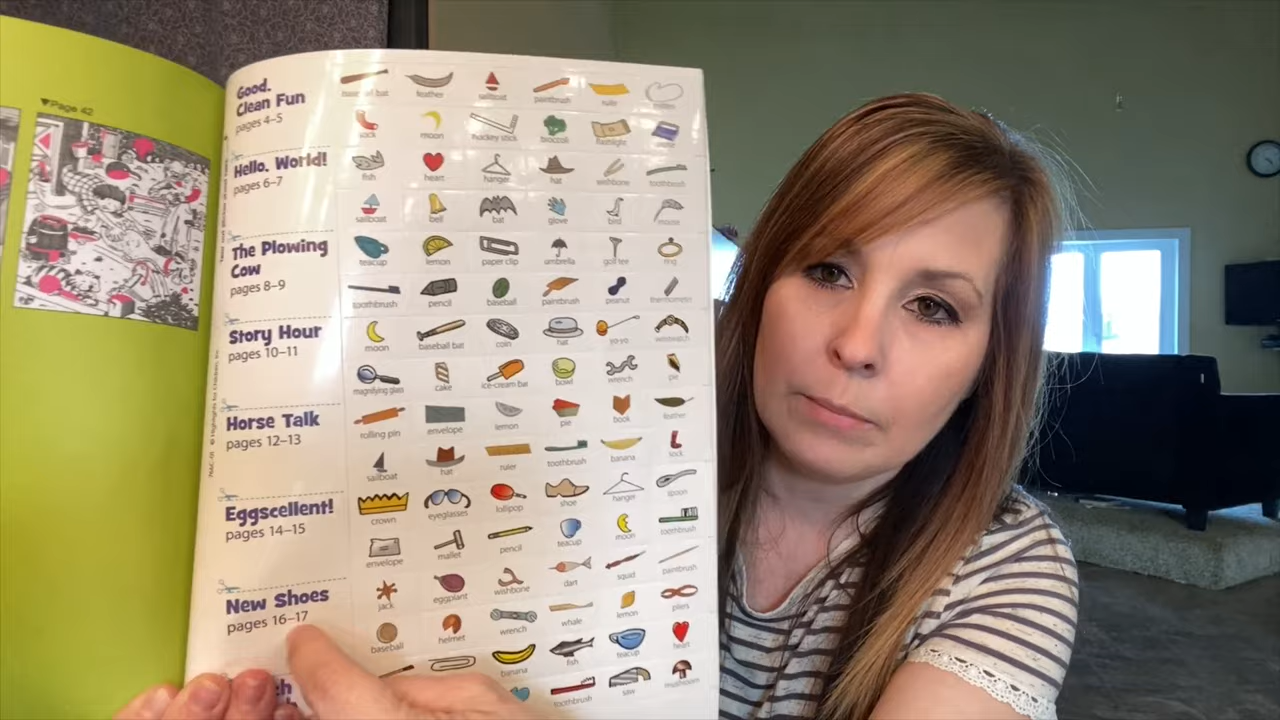 ▼Page 42
Good,
Clean Fun
pages 4–5
baseball bat feather sailboat paintbrush ruler mitten
sock moon hockey stick broccoli flashlight
Hello, World!
pages 6–7
fish heart hanger hat wishbone toothbrush
sailboat bell bat glove bird mouse
The Plowing
Cow
pages 8–9
teacup lemon paper clip umbrella golf tee ring
toothbrush pencil baseball paintbrush peanut thermometer
Story Hour
pages 10–11
moon baseball bat coin hat yo-yo wristwatch
magnifying glass cake ice-cream bar bowl wrench pie
Horse Talk
pages 12–13
rolling pin envelope lemon pie book feather
sailboat hat ruler toothbrush banana sock
Eggscellent!
pages 14–15
crown eyeglasses lollipop shoe hanger spoon
envelope mallet pencil teacup moon toothbrush
New Shoes
pages 16–17
jack eggplant wishbone dart squid paintbrush
baseball helmet wrench whale lemon pliers
banana fish teacup heart
toothbrush saw mushroom